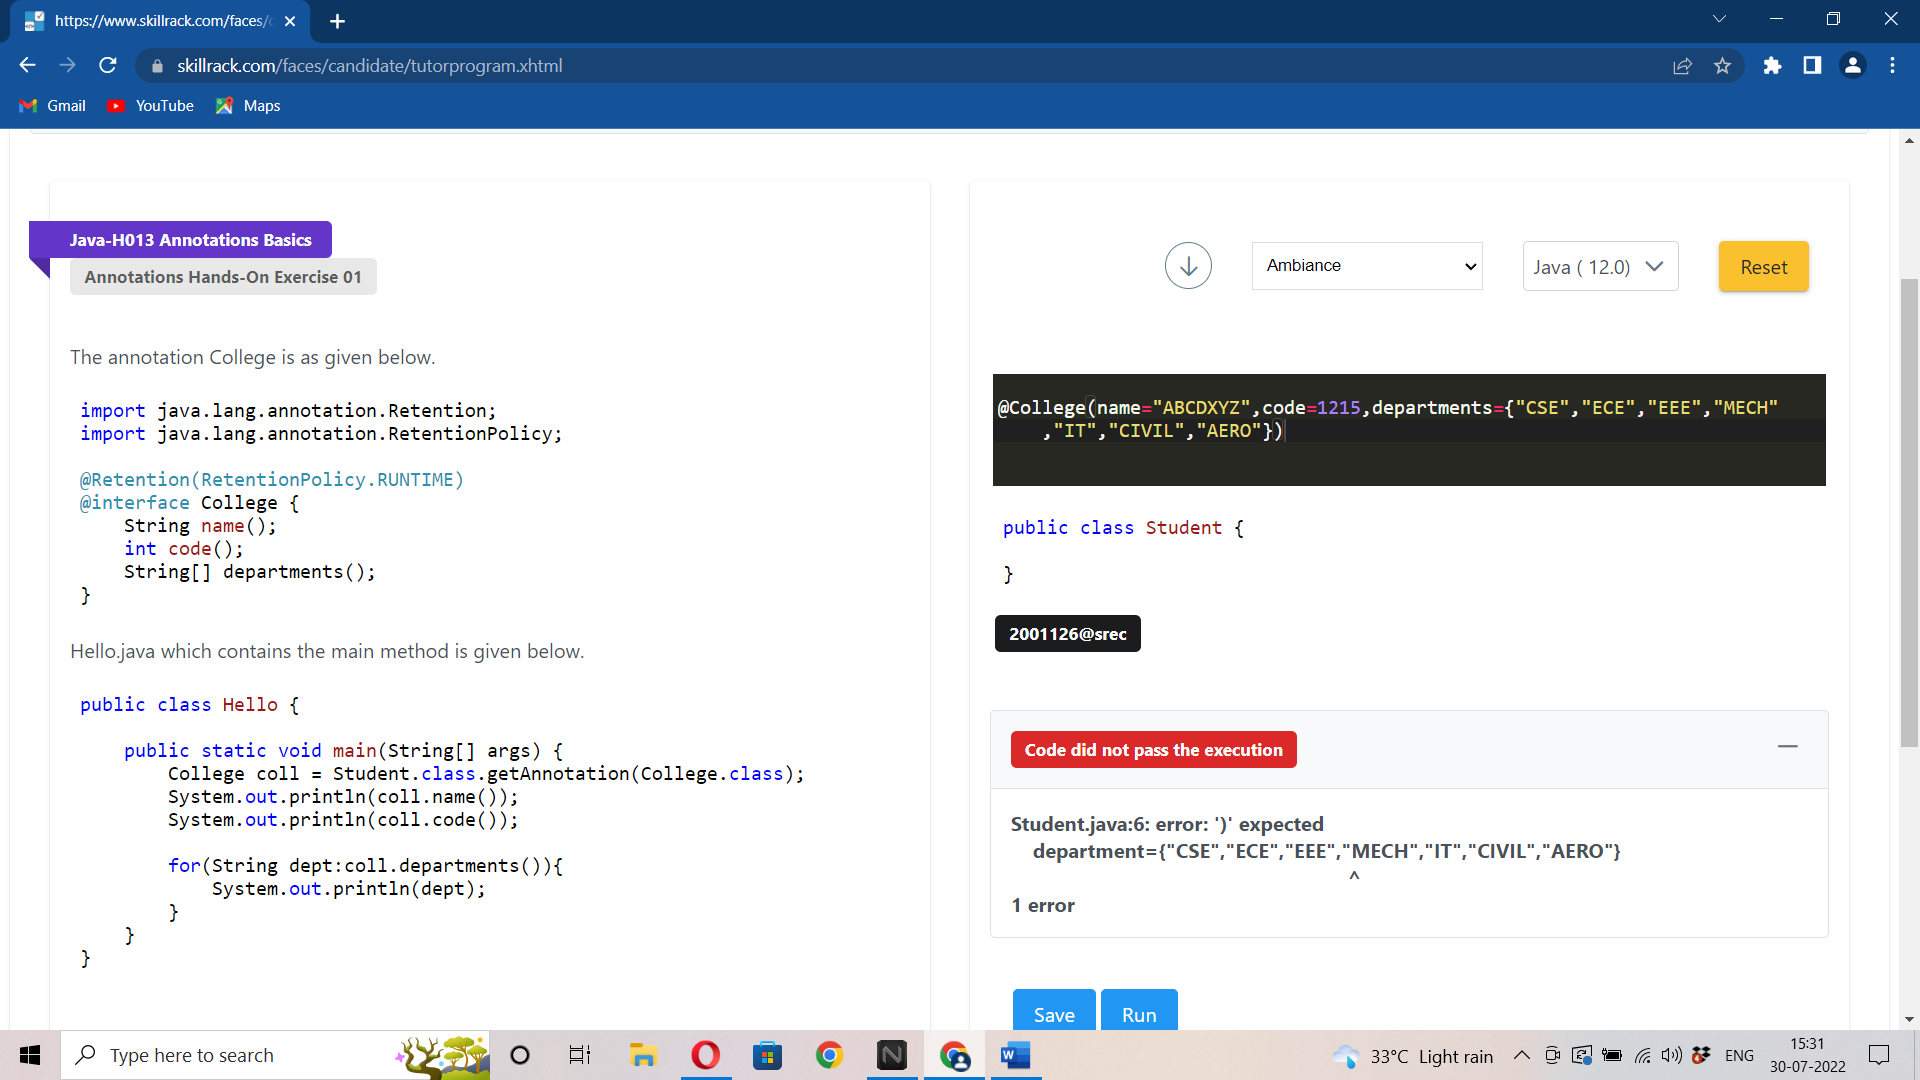 https://www.skillrack.com/faces/c
skillrack.com/faces/candidate/tutorprogram.xhtml
Gmail YouTube Maps
Java-H013 Annotations Basics
Annotations Hands-On Exercise 01
The annotation College is as given below.
import java.lang.annotation.Retention;
import java.lang.annotation.RetentionPolicy;
@Retention(RetentionPolicy.RUNTIME)
@interface College {
String name();
int code();
String[] departments();
}
Hello.java which contains the main method is given below.
public class Hello {
public static void main(String[] args) {
College coll = Student.class.getAnnotation(College.class);
System.out.println(coll.name());
System.out.println(coll.code());
for(String dept:coll.departments()){
System.out.println(dept);
}
}
}
Ambiance
Java ( 12.0)
Reset
@College(name="ABCDXYZ",code=1215,departments={"CSE","ECE","EEE","MECH"
,"IT","CIVIL","AERO"})
public class Student {
}
2001126@srec
Code did not pass the execution
Student.java:6: error: ')' expected
department={"CSE","ECE","EEE","MECH","IT","CIVIL","AERO"}
^
1 error
Save Run
Type here to search
33°C Light rain
ENG
15:31
30-07-2022